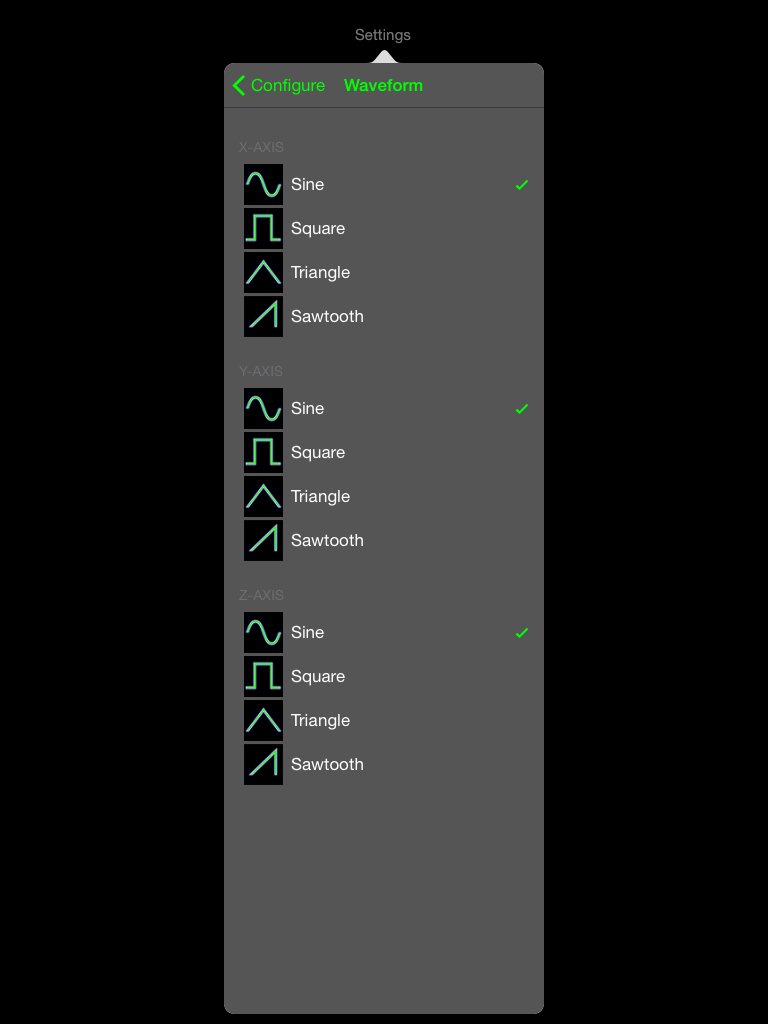 Settings
Configure Waveform
X-AXIS
Sine
Square
Triangle
Sawtooth
Y-AXIS
Sine
Square
Triangle
Sawtooth
Z-AXIS
Sine
Square
Triangle
Sawtooth